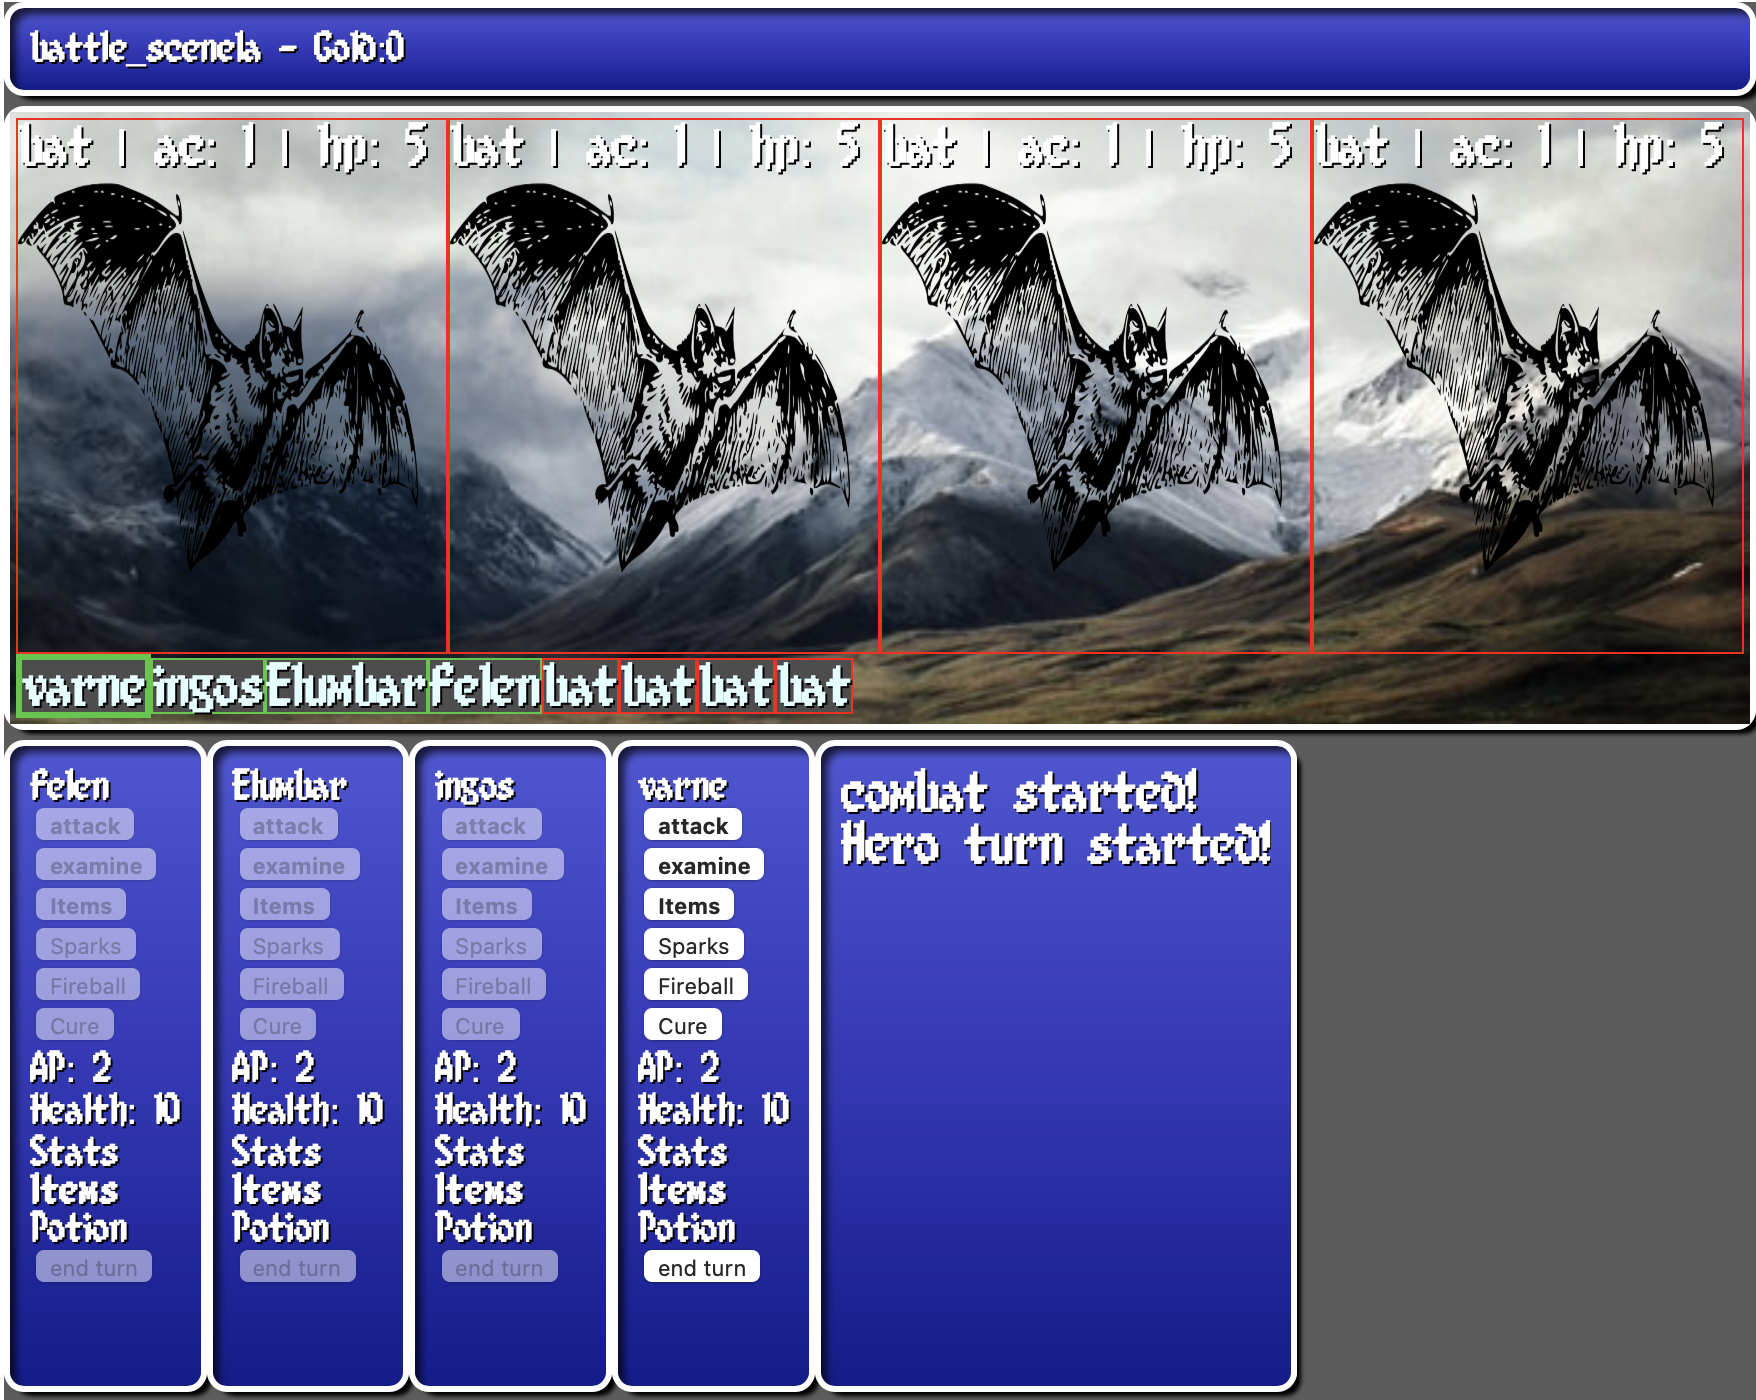 battle_scene1a - Gold:0
bat | ac: 1 | hp: 5
bat | ac: 1 | hp: 5
bat | ac: 1 | hp: 5
bat | ac: 1 | hp: 5
varne ingos Elumbar felen bat bat bat bat
felen
attack
examine
Items
Sparks
Fireball
Cure
AP: 2
Health: 10
Stats
Items
Potion
end turn
Elumbar
attack
examine
Items
Sparks
Fireball
Cure
AP: 2
Health: 10
Stats
Items
Potion
end turn
ingos
attack
examine
Items
Sparks
Fireball
Cure
AP: 2
Health: 10
Stats
Items
Potion
end turn
varne
attack
examine
Items
Sparks
Fireball
Cure
AP: 2
Health: 10
Stats
Items
Potion
end turn
combat started!
Hero turn started!